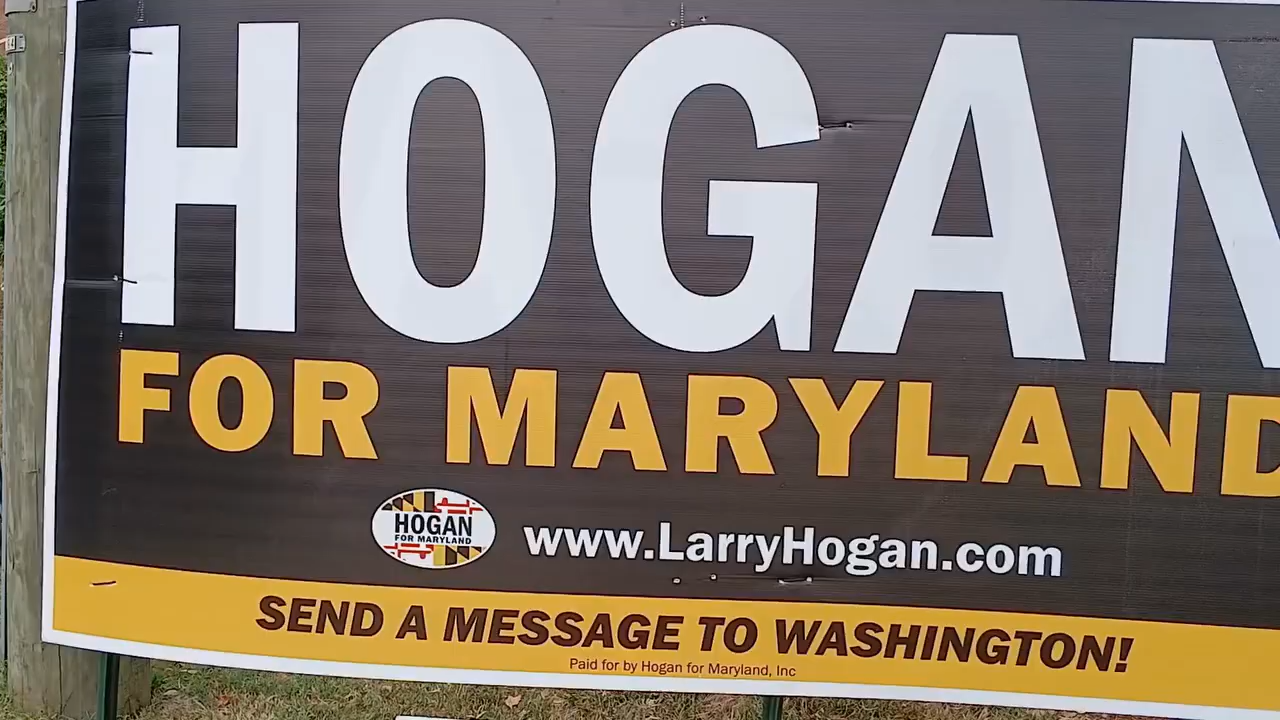 HOGAN
FOR MARYLAND
HOGAN
FOR MARYLAND
www.LarryHogan.com
SEND A MESSAGE TO WASHINGTON!
Paid for by Hogan for Maryland, Inc